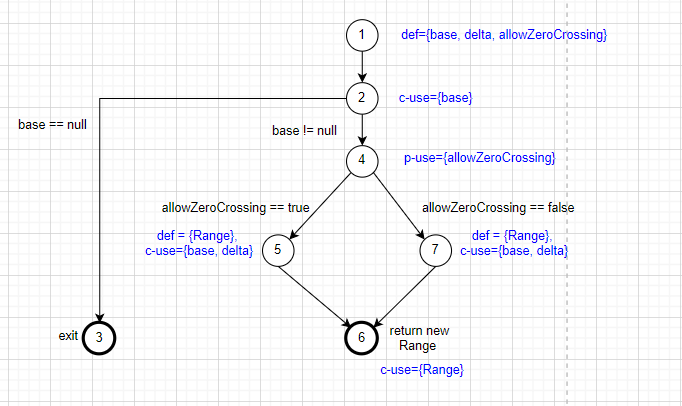 1
def={base, delta, allowZeroCrossing}
2
c-use={base}
base == null
base != null
4
p-use={allowZeroCrossing}
allowZeroCrossing == true
allowZeroCrossing == false
def = {Range},
c-use={base, delta}
5
7
def = {Range},
c-use={base, delta}
exit
3
6
return new
Range
c-use={Range}